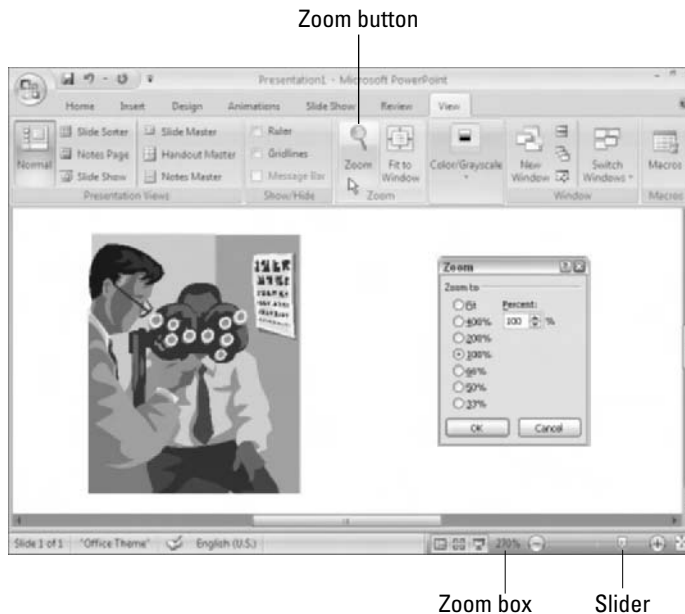 Zoom button
Presentation1 - Microsoft PowerPoint
Home Insert Design Animations Slide Show Review View
Normal
Slide Sorter
Notes Page
Slide Show
Presentation Views
Slide Master
Handout Master
Notes Master
Ruler
Gridlines
Message Bar
Show/Hide
Zoom
Fit to
Window
Zoom
Color/Grayscale
New
Window
Switch
Windows
Window
Macros
Macros
Zoom
Zoom to
Fit
400%
200%
100%
66%
50%
33%
Percent:
100 %
OK Cancel
Slide 1 of 1 "Office Theme" English (U.S.) 270%
Zoom box Slider